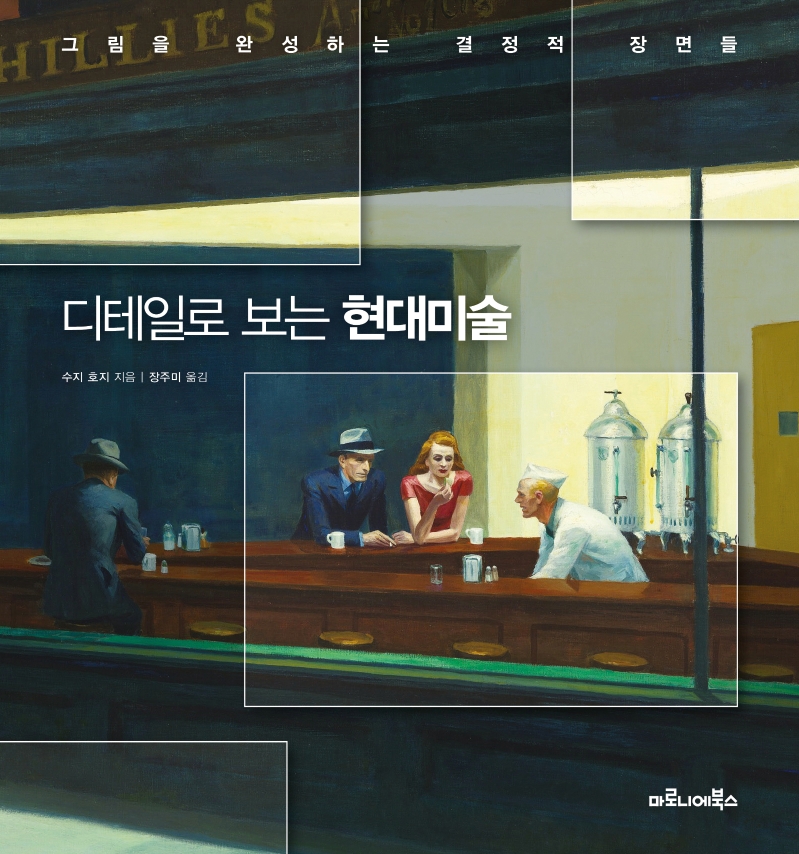 그림을 완성하는 결정적 장면들
PHILLIES
디테일로 보는 현대미술
수지 호지 지음 | 장주미 옮김
마로니에북스